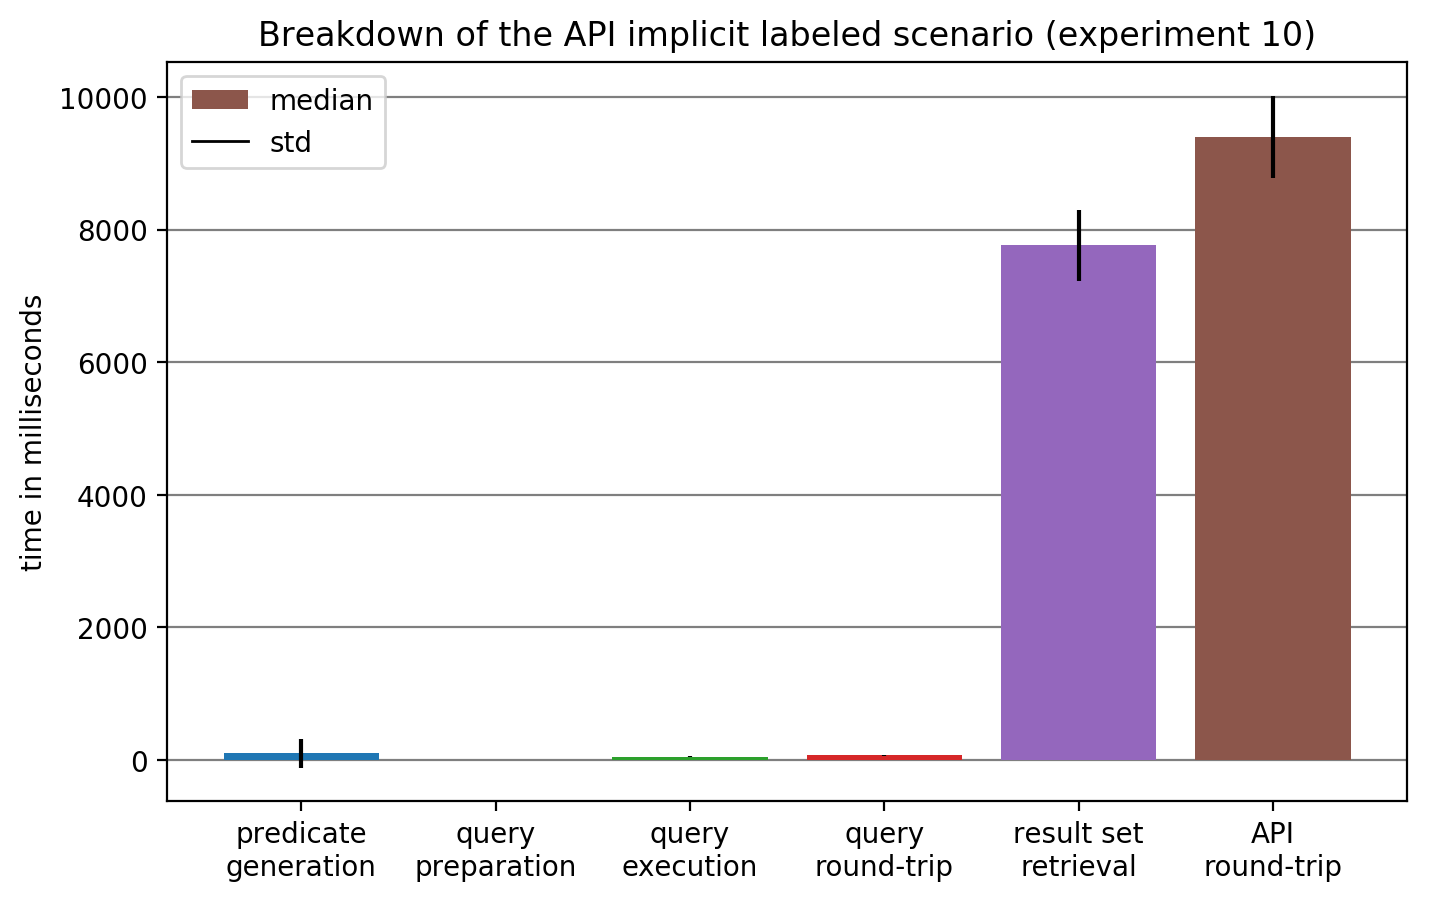 Breakdown of the API implicit labeled scenario (experiment 10)
median
std
10000
8000
6000
4000
2000
0
time in milliseconds
predicate
generation
query
preparation
query
execution
query
round-trip
result set
retrieval
API
round-trip